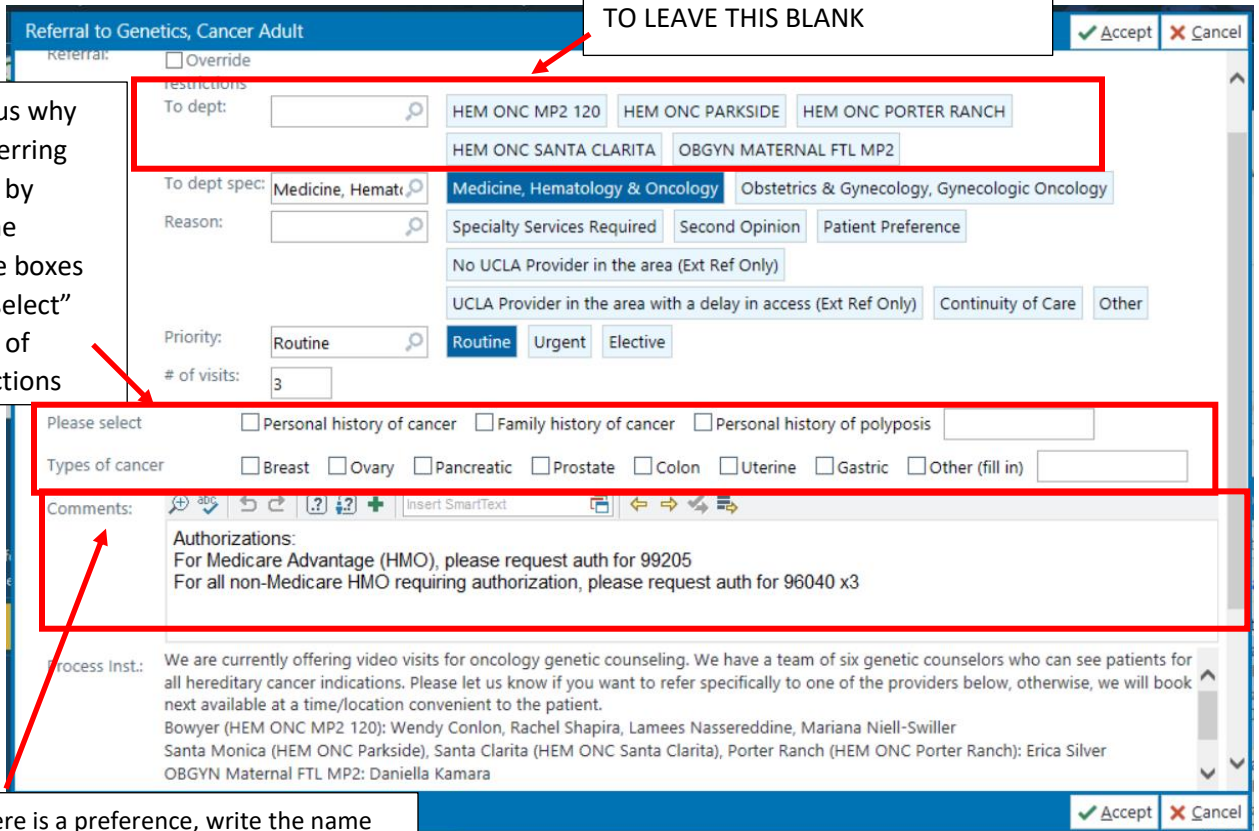 TO LEAVE THIS BLANK
Referral to Genetics, Cancer Adult
Accept Cancel
Referral: Override
restrictions
us why
erring
by
boxes
select"
of
To dept: HEM ONC MP2 120 HEM ONC PARKSIDE HEM ONC PORTER RANCH
HEM ONC SANTA CLARITA OBGYN MATERNAL FTL MP2
To dept spec: Medicine, Hemato Medicine, Hematology & Oncology Obstetrics & Gynecology, Gynecologic Oncology
Reason: Specialty Services Required Second Opinion Patient Preference
No UCLA Provider in the area (Ext Ref Only)
UCLA Provider in the area with a delay in access (Ext Ref Only) Continuity of Care Other
Priority: Routine Routine Urgent Elective
# of visits: 3
Please select Personal history of cancer Family history of cancer Personal history of polyposis
Types of cancer Breast Ovary Pancreatic Prostate Colon Uterine Gastric Other (fill in)
Comments: Insert SmartText
Authorizations:
For Medicare Advantage (HMO), please request auth for 99205
For all non-Medicare HMO requiring authorization, please request auth for 96040 x3
Process Inst.: We are currently offering video visits for oncology genetic counseling. We have a team of six genetic counselors who can see patients for
all hereditary cancer indications. Please let us know if you want to refer specifically to one of the providers below, otherwise, we will book
next available at a time/location convenient to the patient.
Bowyer (HEM ONC MP2 120): Wendy Conlon, Rachel Shapira, Lamees Nassereddine, Mariana Niell-Swiller
Santa Monica (HEM ONC Parkside), Santa Clarita (HEM ONC Santa Clarita), Porter Ranch (HEM ONC Porter Ranch): Erica Silver
OBGYN Maternal FTL MP2: Daniella Kamara
Accept Cancel
ere is a preference, write the name